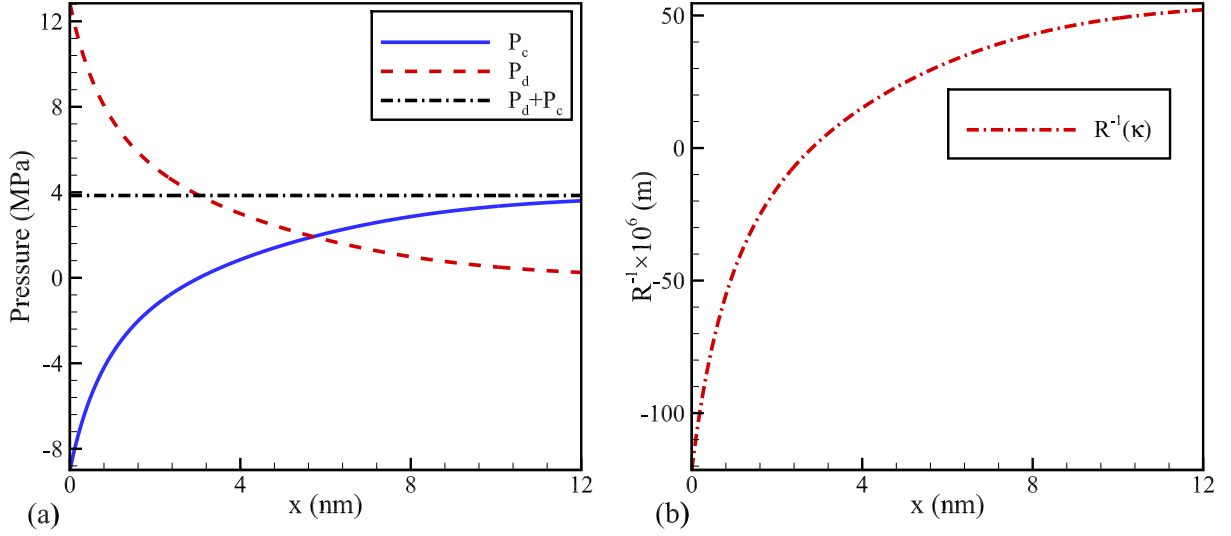 12
8
4
0
-4
-8
Pressure (MPa)
P_c
P_d
P_d+P_c
0
4
8
12
x (nm)
(a)
50
0
-50
-100
R^-1×10^6 (m)
R^-1(κ)
0
4
8
12
x (nm)
(b)